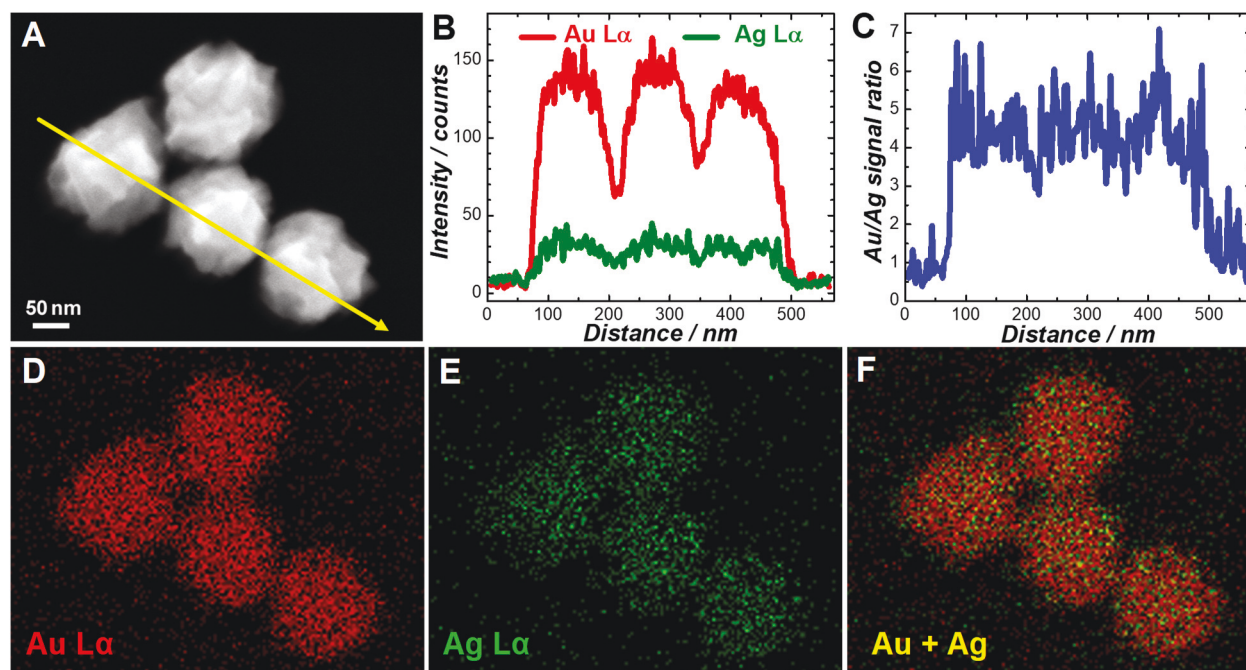 A
50 nm
B
Au Lα
Ag Lα
Intensity / counts
150
100
50
0
0
100
200
300
400
500
Distance / nm
C
Au/Ag signal ratio
7
6
5
4
3
2
1
0
0
100
200
300
400
500
Distance / nm
D
Au Lα
E
Ag Lα
F
Au + Ag